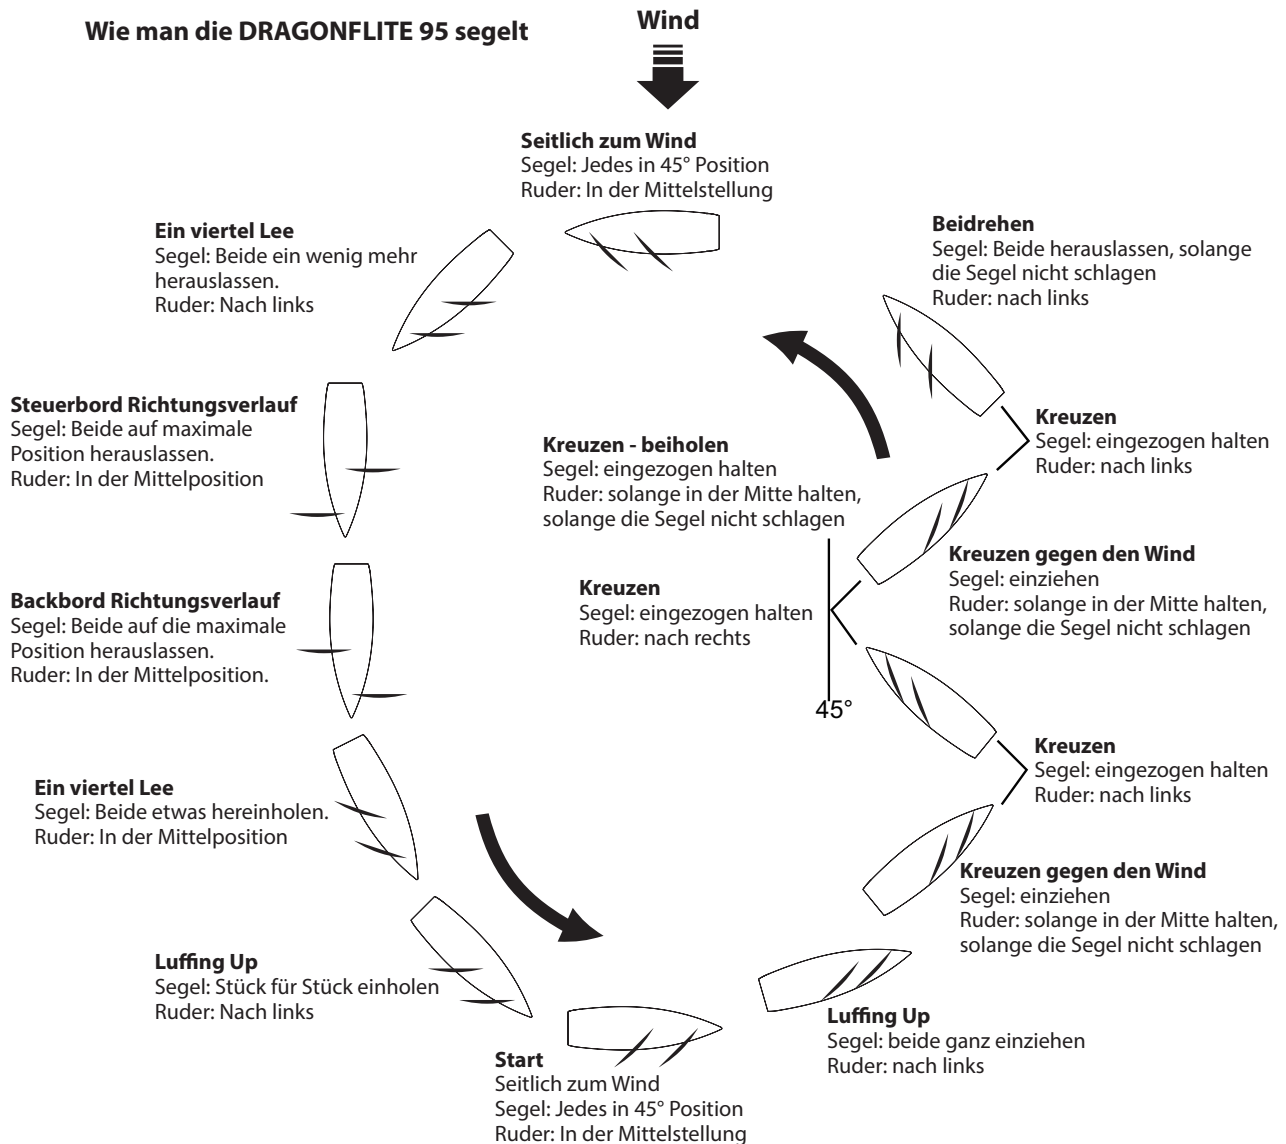 Wie man die DRAGONFLITE 95 segelt
Wind
Seitlich zum Wind
Segel: Jedes in 45° Position
Ruder: In der Mittelstellung
Ein viertel Lee
Segel: Beide ein wenig mehr
herauslassen.
Ruder: Nach links
Beidrehen
Segel: Beide herauslassen, solange
die Segel nicht schlagen
Ruder: nach links
Steuerbord Richtungsverlauf
Segel: Beide auf maximale
Position herauslassen.
Ruder: In der Mittelposition
Kreuzen - beiholen
Segel: eingezogen halten
Ruder: solange in der Mitte halten,
solange die Segel nicht schlagen
Kreuzen
Segel: eingezogen halten
Ruder: nach links
Kreuzen gegen den Wind
Segel: einziehen
Ruder: solange in der Mitte halten,
solange die Segel nicht schlagen
Backbord Richtungsverlauf
Segel: Beide auf die maximale
Position herauslassen.
Ruder: In der Mittelposition.
Kreuzen
Segel: eingezogen halten
Ruder: nach rechts
45°
Kreuzen
Segel: eingezogen halten
Ruder: nach links
Ein viertel Lee
Segel: Beide etwas hereinholen.
Ruder: In der Mittelposition
Kreuzen gegen den Wind
Segel: einziehen
Ruder: solange in der Mitte halten,
solange die Segel nicht schlagen
Luffing Up
Segel: Stück für Stück einholen
Ruder: Nach links
Luffing Up
Segel: beide ganz einziehen
Ruder: nach links
Start
Seitlich zum Wind
Segel: Jedes in 45° Position
Ruder: In der Mittelstellung